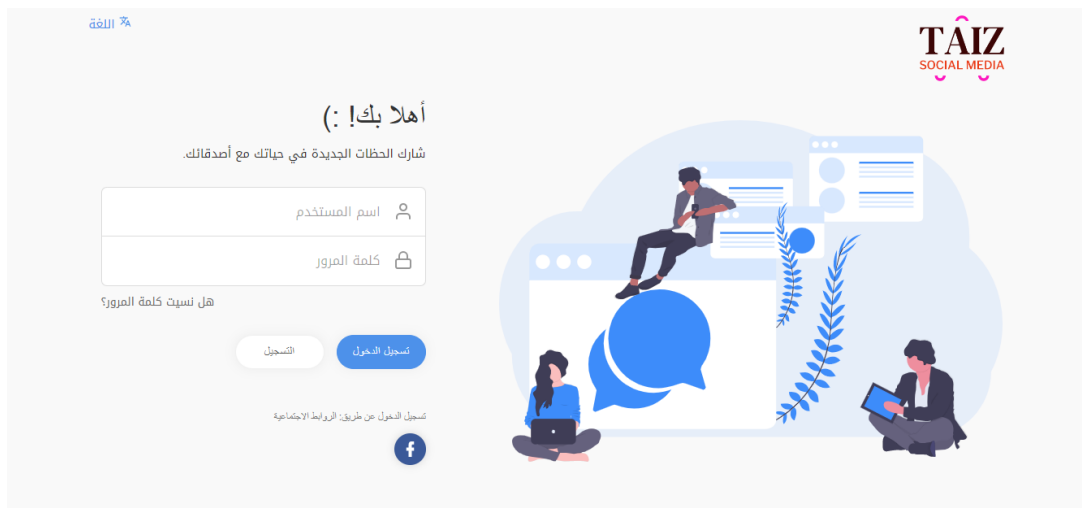 اللغة
TAIZ
SOCIAL MEDIA
أهلا بك! :)
شارك الحظات الجديدة في حياتك مع أصدقائك.
اسم المستخدم
كلمة المرور
هل نسيت كلمة المرور؟
تسجيل الدخول
التسجيل
تسجيل الدخول عن طريق: الروابط الإجتماعية
f